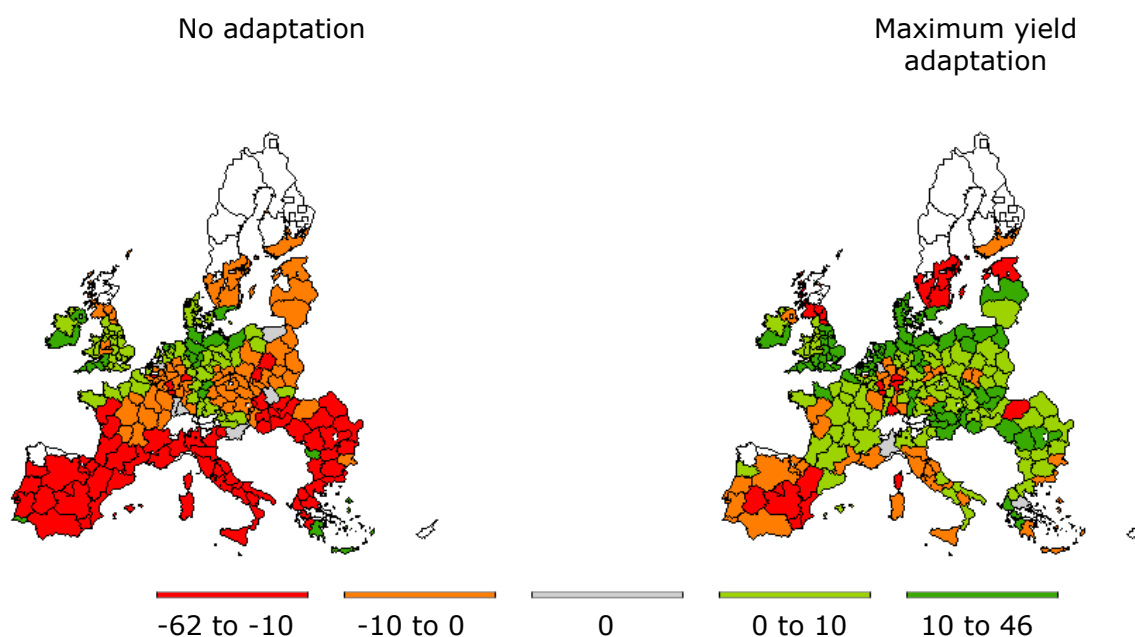 No adaptation
Maximum yield
adaptation
-62 to -10
-10 to 0
0
0 to 10
10 to 46